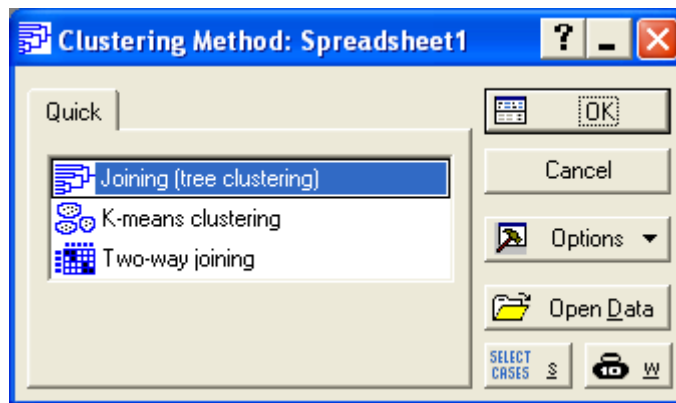 Clustering Method: Spreadsheet1
?
Quick
Joining (tree clustering)
K-means clustering
Two-way joining
OK
Cancel
Options
Open Data
SELECT
CASES
S
10
W